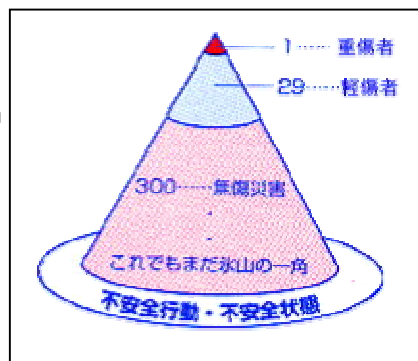 1……重傷者
29……軽傷者
300……無傷災害
これでもまだ氷山の一角
不安全行動・不安全状態